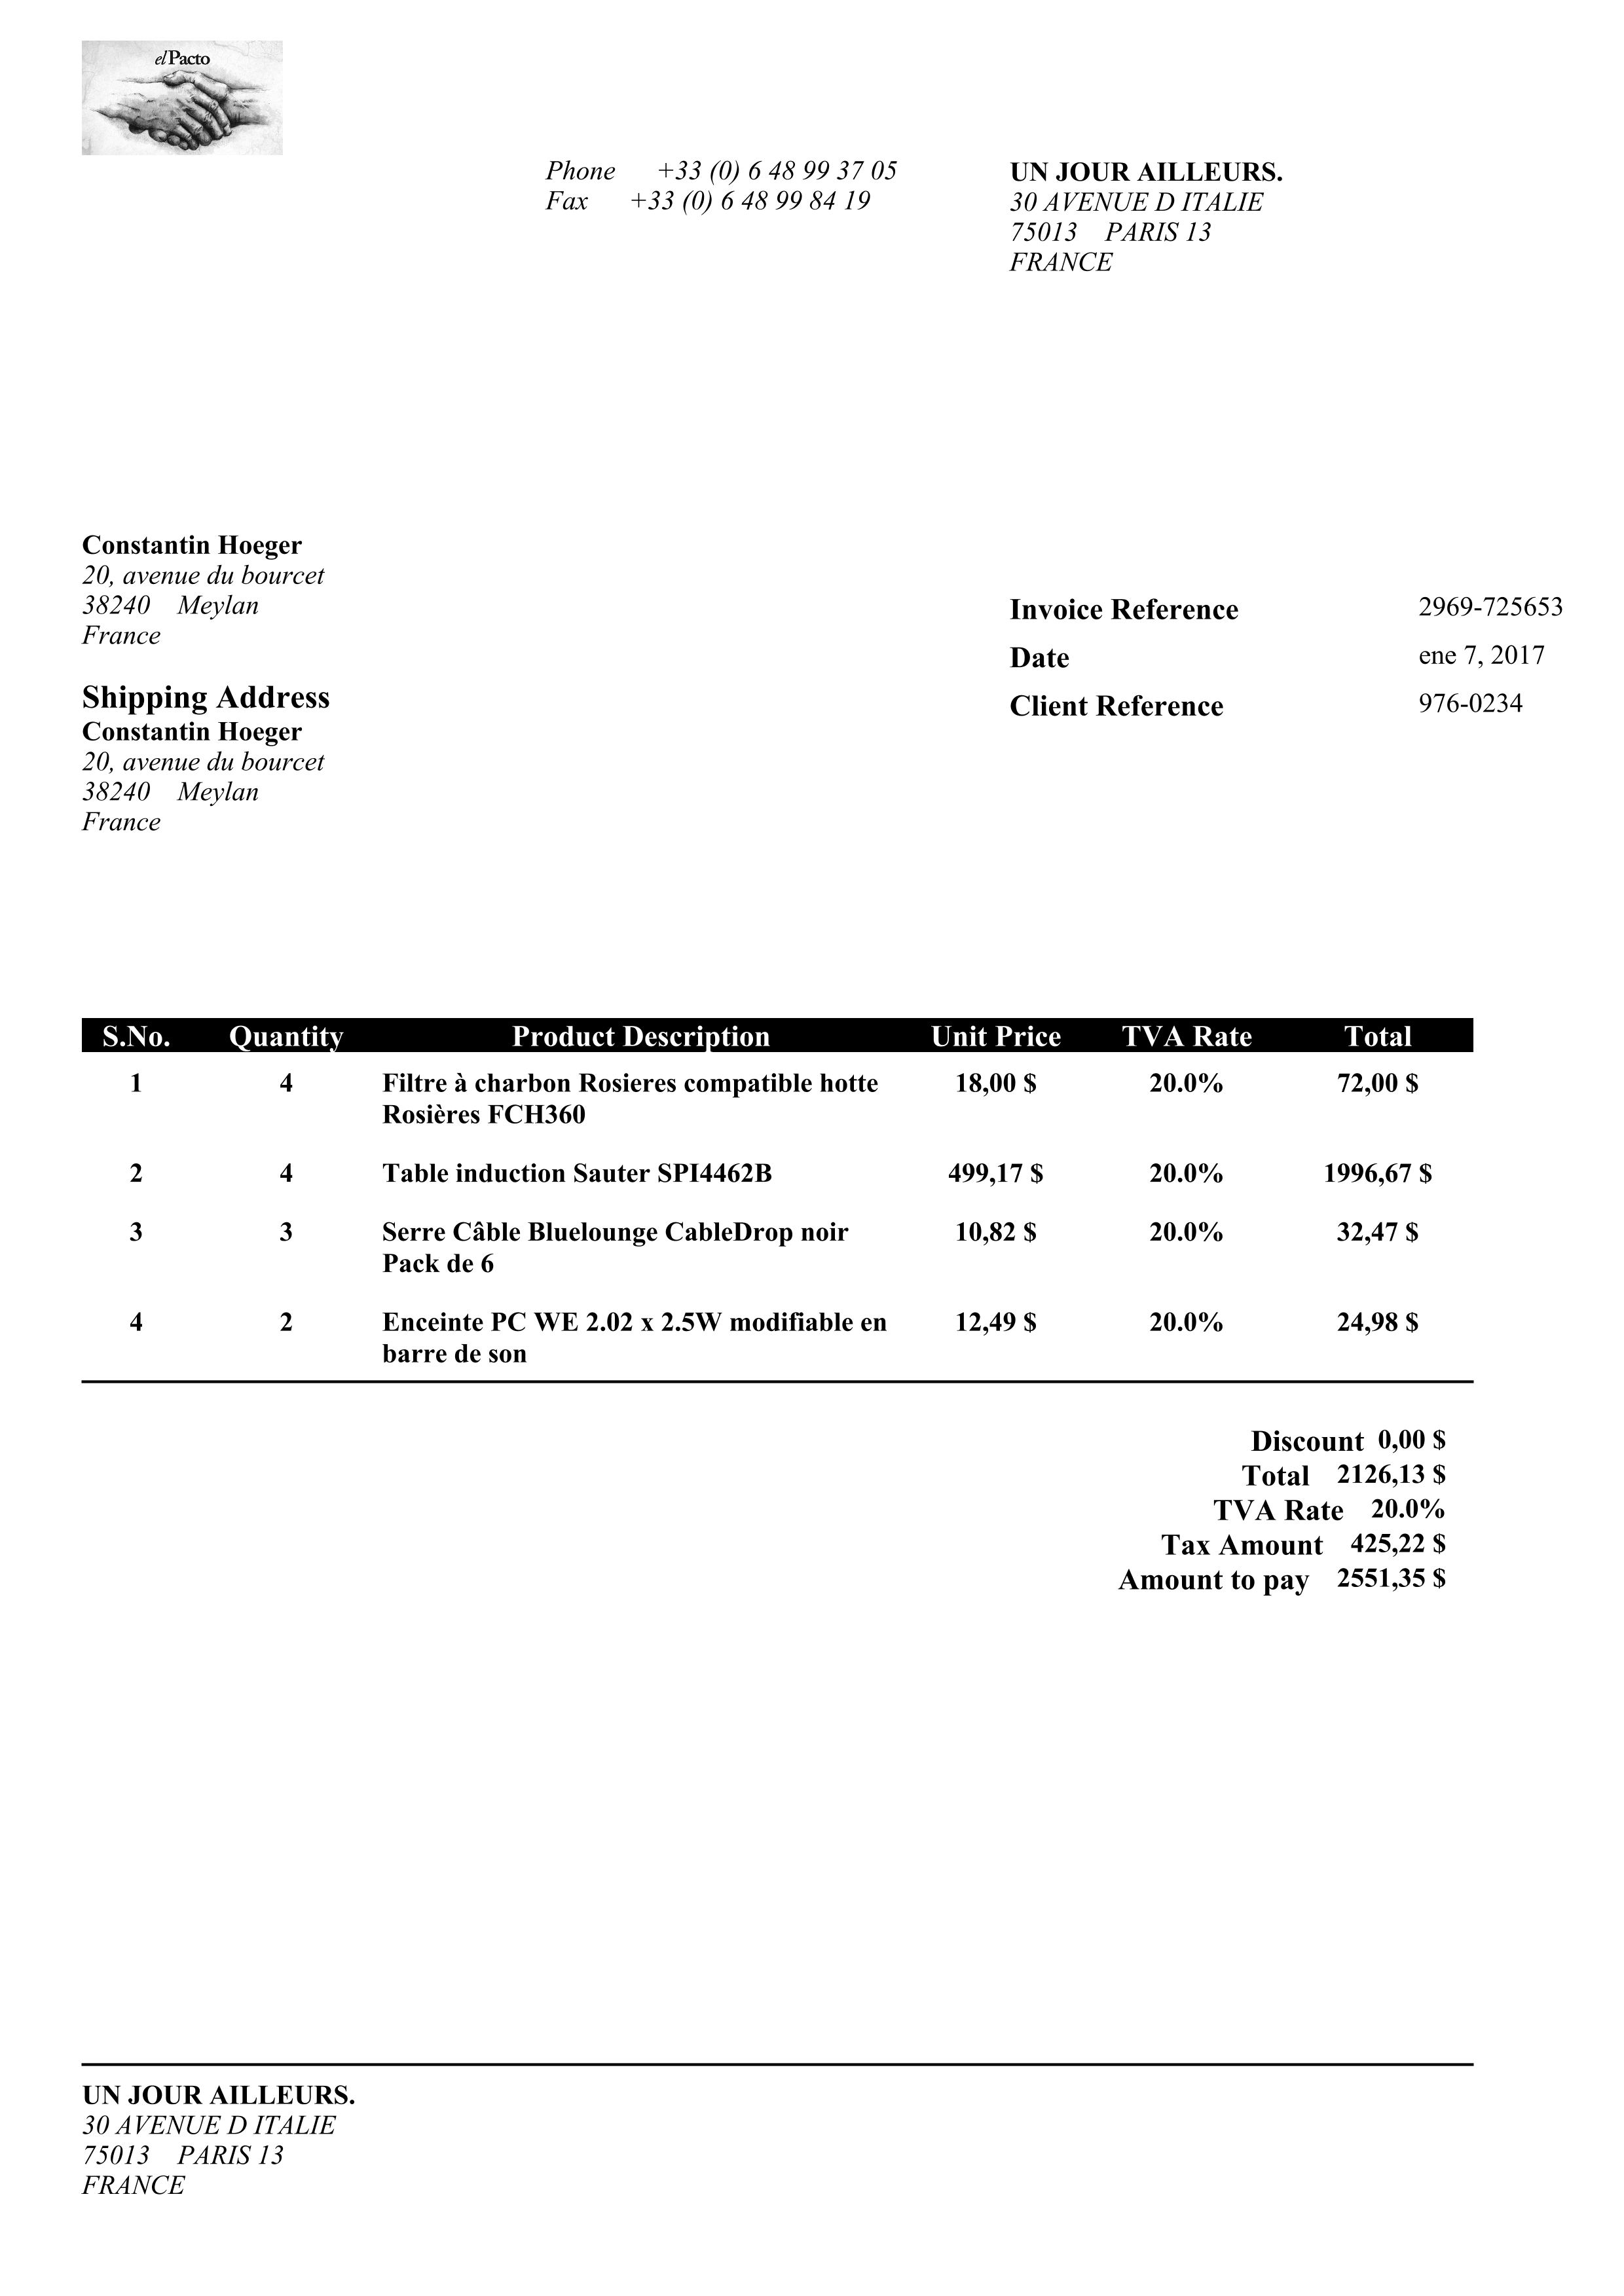 elPacto
Phone +33 (0) 6 48 99 37 05
Fax +33 (0) 6 48 99 84 19
UN JOUR AILLEURS.
30 AVENUE D ITALIE
75013 PARIS 13
FRANCE
Constantin Hoeger
20, avenue du bourcet
38240 Meylan
France
Invoice Reference 2969-725653
Date ene 7, 2017
Client Reference 976-0234
Shipping Address
Constantin Hoeger
20, avenue du bourcet
38240 Meylan
France
S.No. Quantity Product Description Unit Price TVA Rate Total
1 4 Filtre à charbon Rosieres compatible hotte 18,00 $ 20.0% 72,00 $
Rosières FCH360
2 4 Table induction Sauter SPI4462B 499,17 $ 20.0% 1996,67 $
3 3 Serre Câble Bluelounge CableDrop noir 10,82 $ 20.0% 32,47 $
Pack de 6
4 2 Enceinte PC WE 2.02 x 2.5W modifiable en 12,49 $ 20.0% 24,98 $
barre de son
Discount 0,00 $
Total 2126,13 $
TVA Rate 20.0%
Tax Amount 425,22 $
Amount to pay 2551,35 $
UN JOUR AILLEURS.
30 AVENUE D ITALIE
75013 PARIS 13
FRANCE